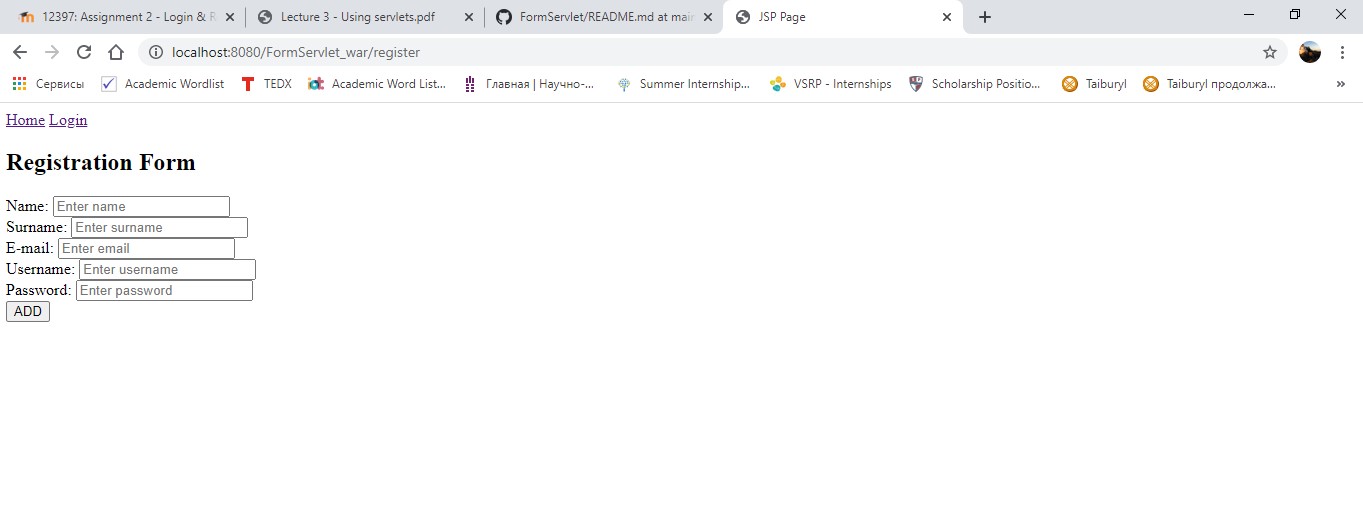 12397: Assignment 2 - Login & R
Lecture 3 - Using servlets.pdf
FormServlet/README.md at main
JSP Page
localhost:8080/FormServlet_war/register
Сервисы
Academic Wordlist
TEDX
Academic Word List...
Главная | Научно-...
Summer Internship...
VSRP - Internships
Scholarship Positio...
Taiburyl
Taiburyl продолжа...
Home Login
Registration Form
Name: Enter name
Surname: Enter surname
E-mail: Enter email
Username: Enter username
Password: Enter password
ADD